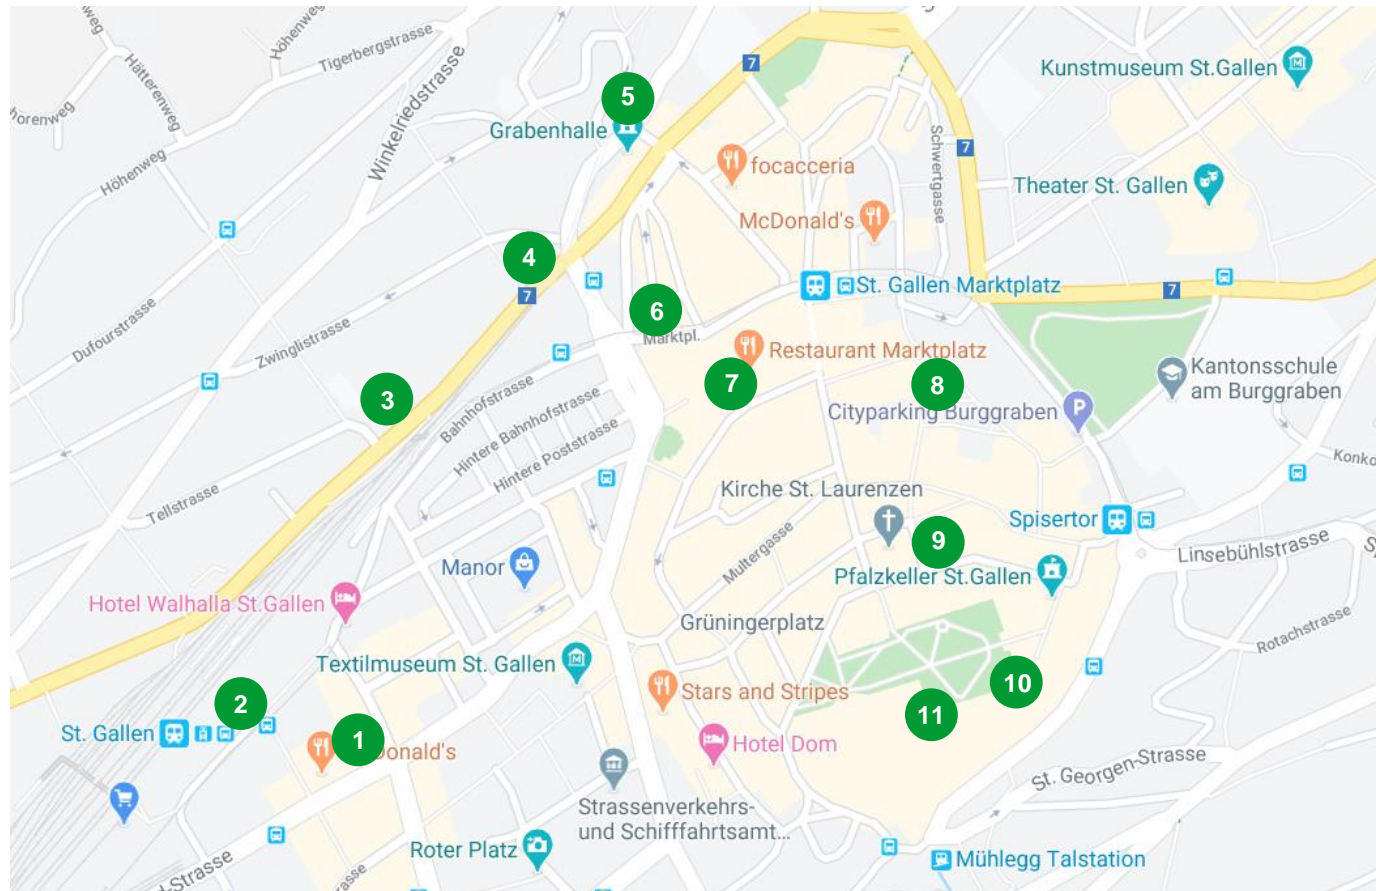 weg
Höhenweg
Tigerbergstrasse
Hätterenweg
horenweg
Winkelriedstrasse
Höhenweg
5
Grabenhalle
7
Kunstmuseum St.Gallen
focacceria
Schwertgasse
7
Theater St. Gallen
McDonald's
4
7
St. Gallen Marktplatz
7
6
Marktpl.
Dufourstrasse
Zwinglistrasse
Restaurant Marktplatz
7
8
Kantonsschule
am Burggraben
3
Bahnhofstrasse
Hintere Bahnhofstrasse
Hintere Poststrasse
Cityparking Burggraben
P
Konko
Tellstrasse
Kirche St. Laurenzen
Multergasse
9
Spisertor
Linsebühlstrasse
Manor
Pfalzkeller St.Gallen
Hotel Walhalla St.Gallen
Grüningerplatz
Rotachstrasse
Textilmuseum St. Gallen
Stars and Stripes
10
2
11
St. Gallen
1
onald's
Hotel Dom
St. Georgen-Strasse
Strassenverkehrs-
und Schifffahrtsamt...
Roter Platz
Mühlegg Talstation
d-Strasse
rasse